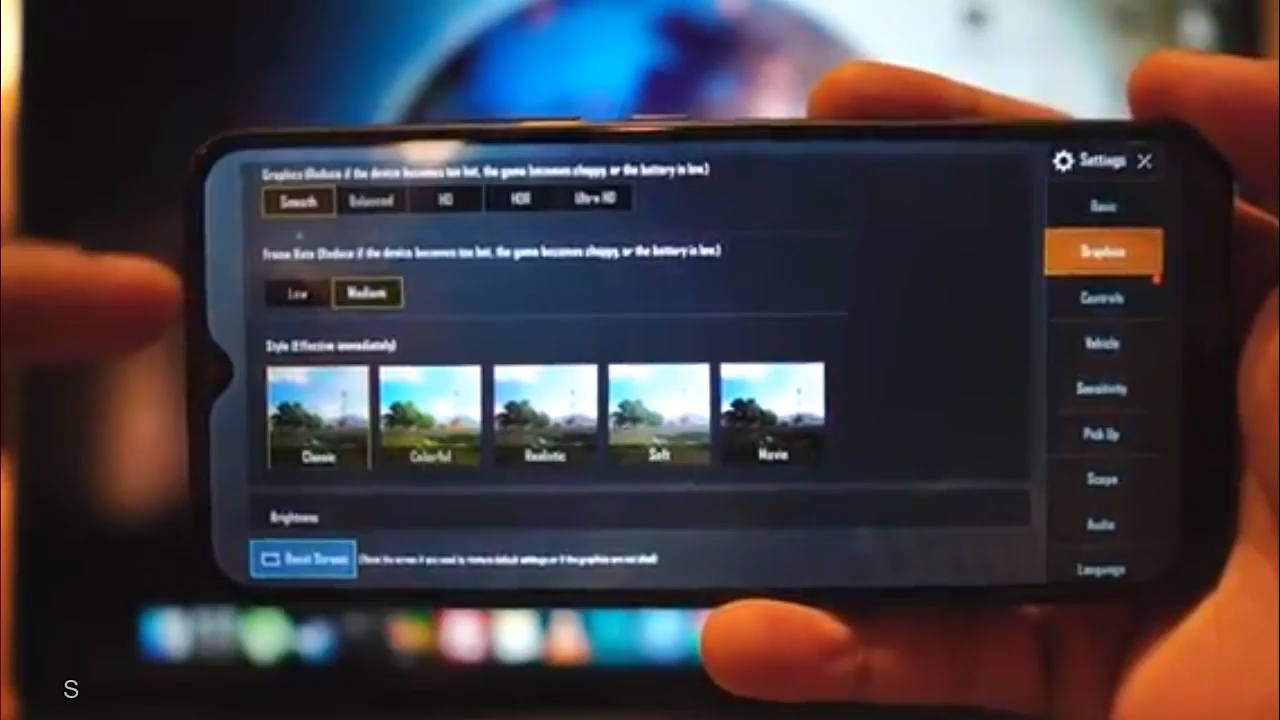 Graphics (Reduce if the device becomes too hot, the game becomes choppy, or the battery is low.)
Settings
Smooth Balanced HD HDR Ultra HD
Basic
Frame Rate (Reduce if the device becomes too hot, the game becomes choppy, or the battery is low.)
Graphics
Low Medium
Controls
Style (Effective immediately)
Vehicle
Sensitivity
Classic Colorful Realistic Soft Movie
Pick Up
Scope
Brightness
Audio
Reset Screen
Language
S